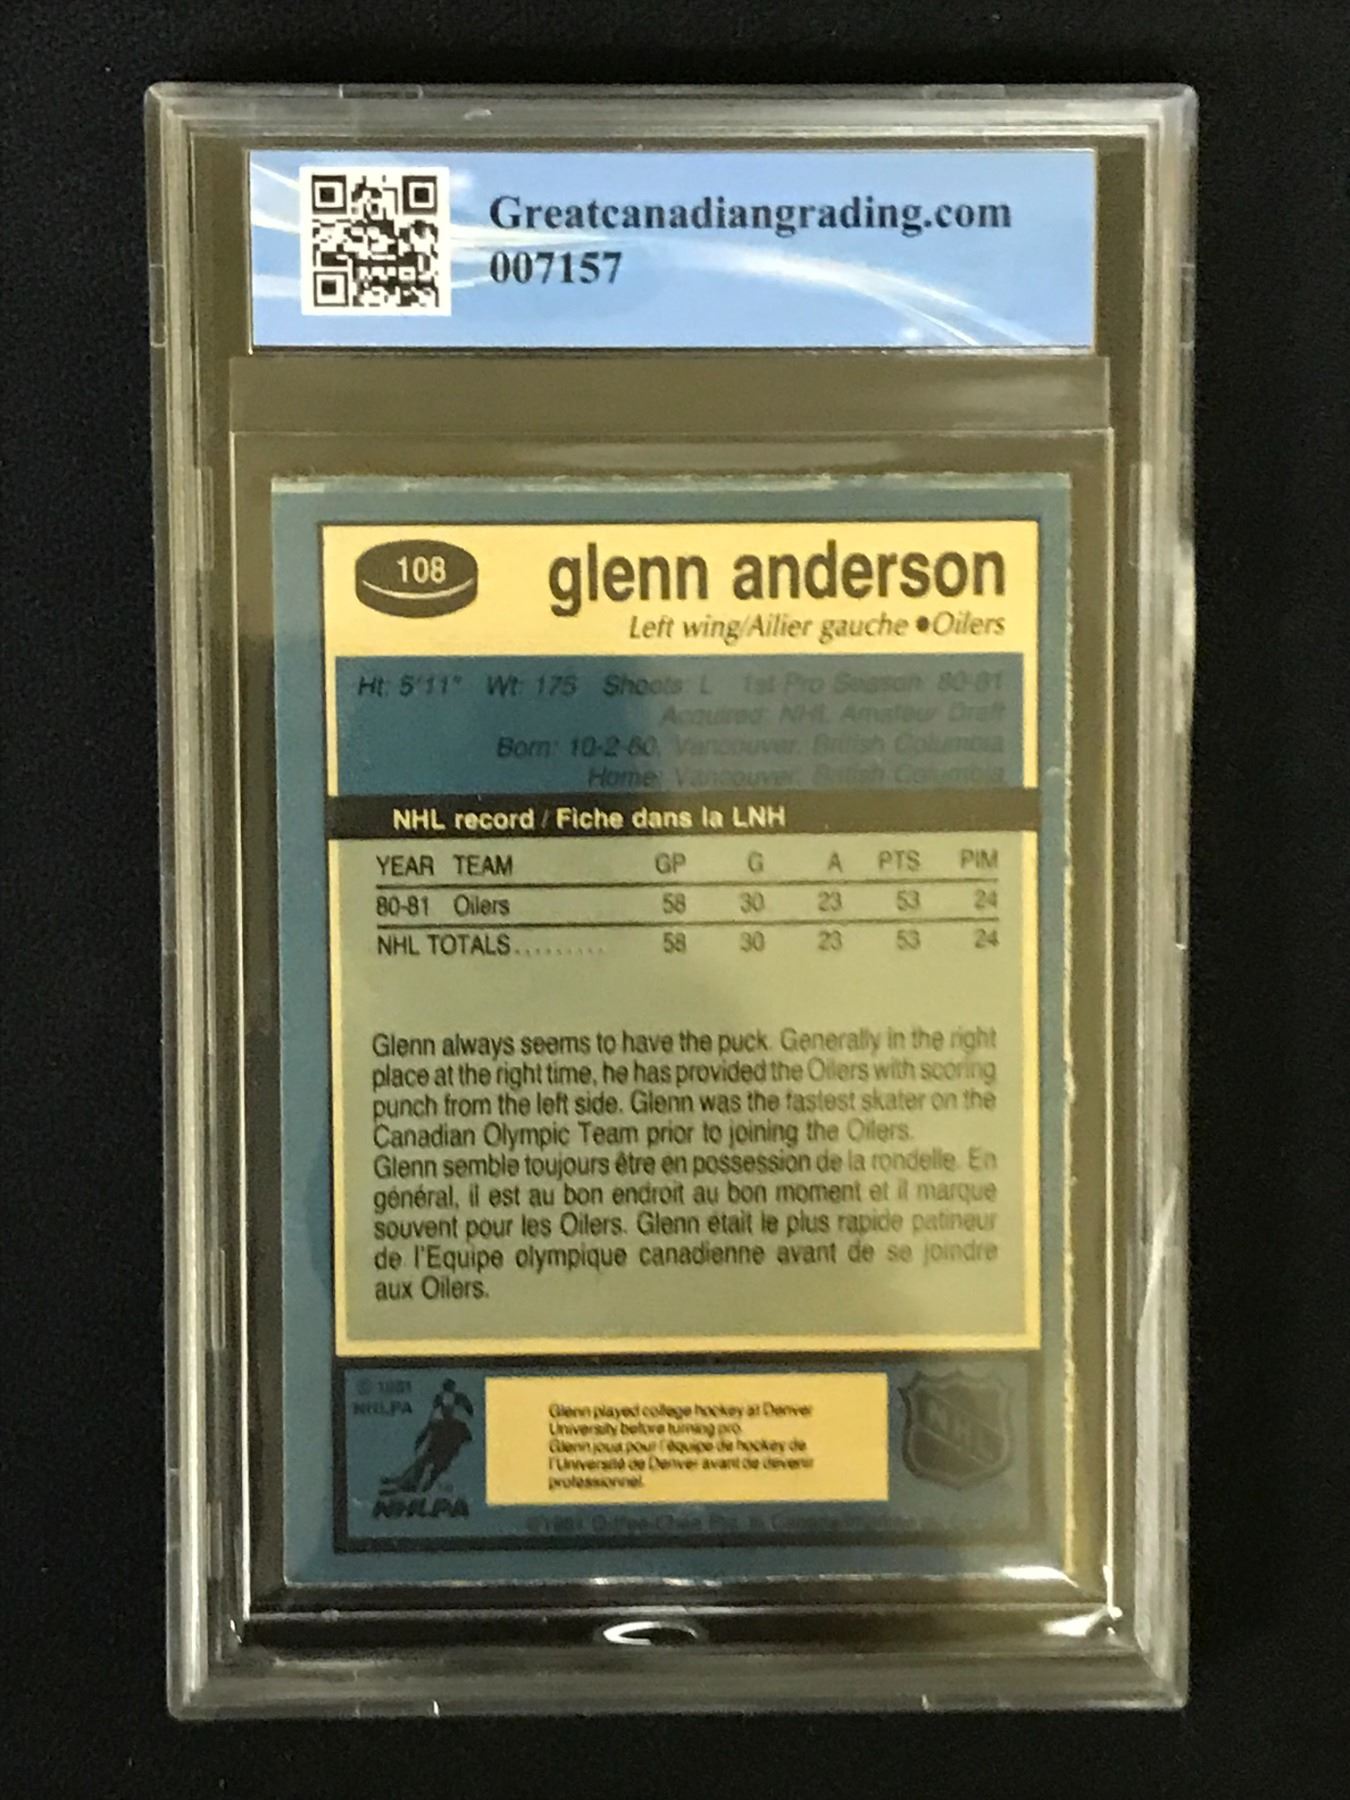 Greatcanadiangrading.com
007157
108
glenn anderson
Left wing/Ailier gauche • Oilers
Ht: 5'11" Wt: 175 Shoots: L 1st Pro Season 80-81
Acquired: NHL Amateur Draft
Born: 10-2-60, Vancouver, British Columbia
Home: Vancouver, British Columbia
NHL record / Fiche dans la LNH
YEAR TEAM GP G A PTS PIM
80-81 Oilers 58 30 23 53 24
NHL TOTALS......... 58 30 23 53 24
Glenn always seems to have the puck. Generally in the right
place at the right time, he has provided the Oilers with scoring
punch from the left side. Glenn was the fastest skater on the
Canadian Olympic Team prior to joining the Oilers.
Glenn semble toujours être en possession de la rondelle. En
général, il est au bon endroit au bon moment et il marque
souvent pour les Oilers. Glenn était le plus rapide patineur
de l'Equipe olympique canadienne avant de se joindre
aux Oilers.
© 1981
NHLPA
NHLPA
Glenn played college hockey at Denver
University before turning pro.
Glenn joua pour l'équipe de hockey de
l'Université de Denver avant de devenir
professionnel.
NHL
©1981 O-Pee-Chee